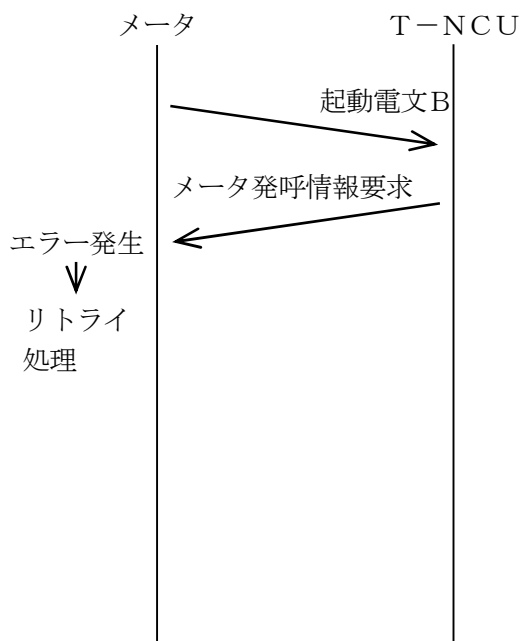 メータ
Ｔ－ＮＣＵ
起動電文Ｂ
メータ発呼情報要求
エラー発生
リトライ
処理